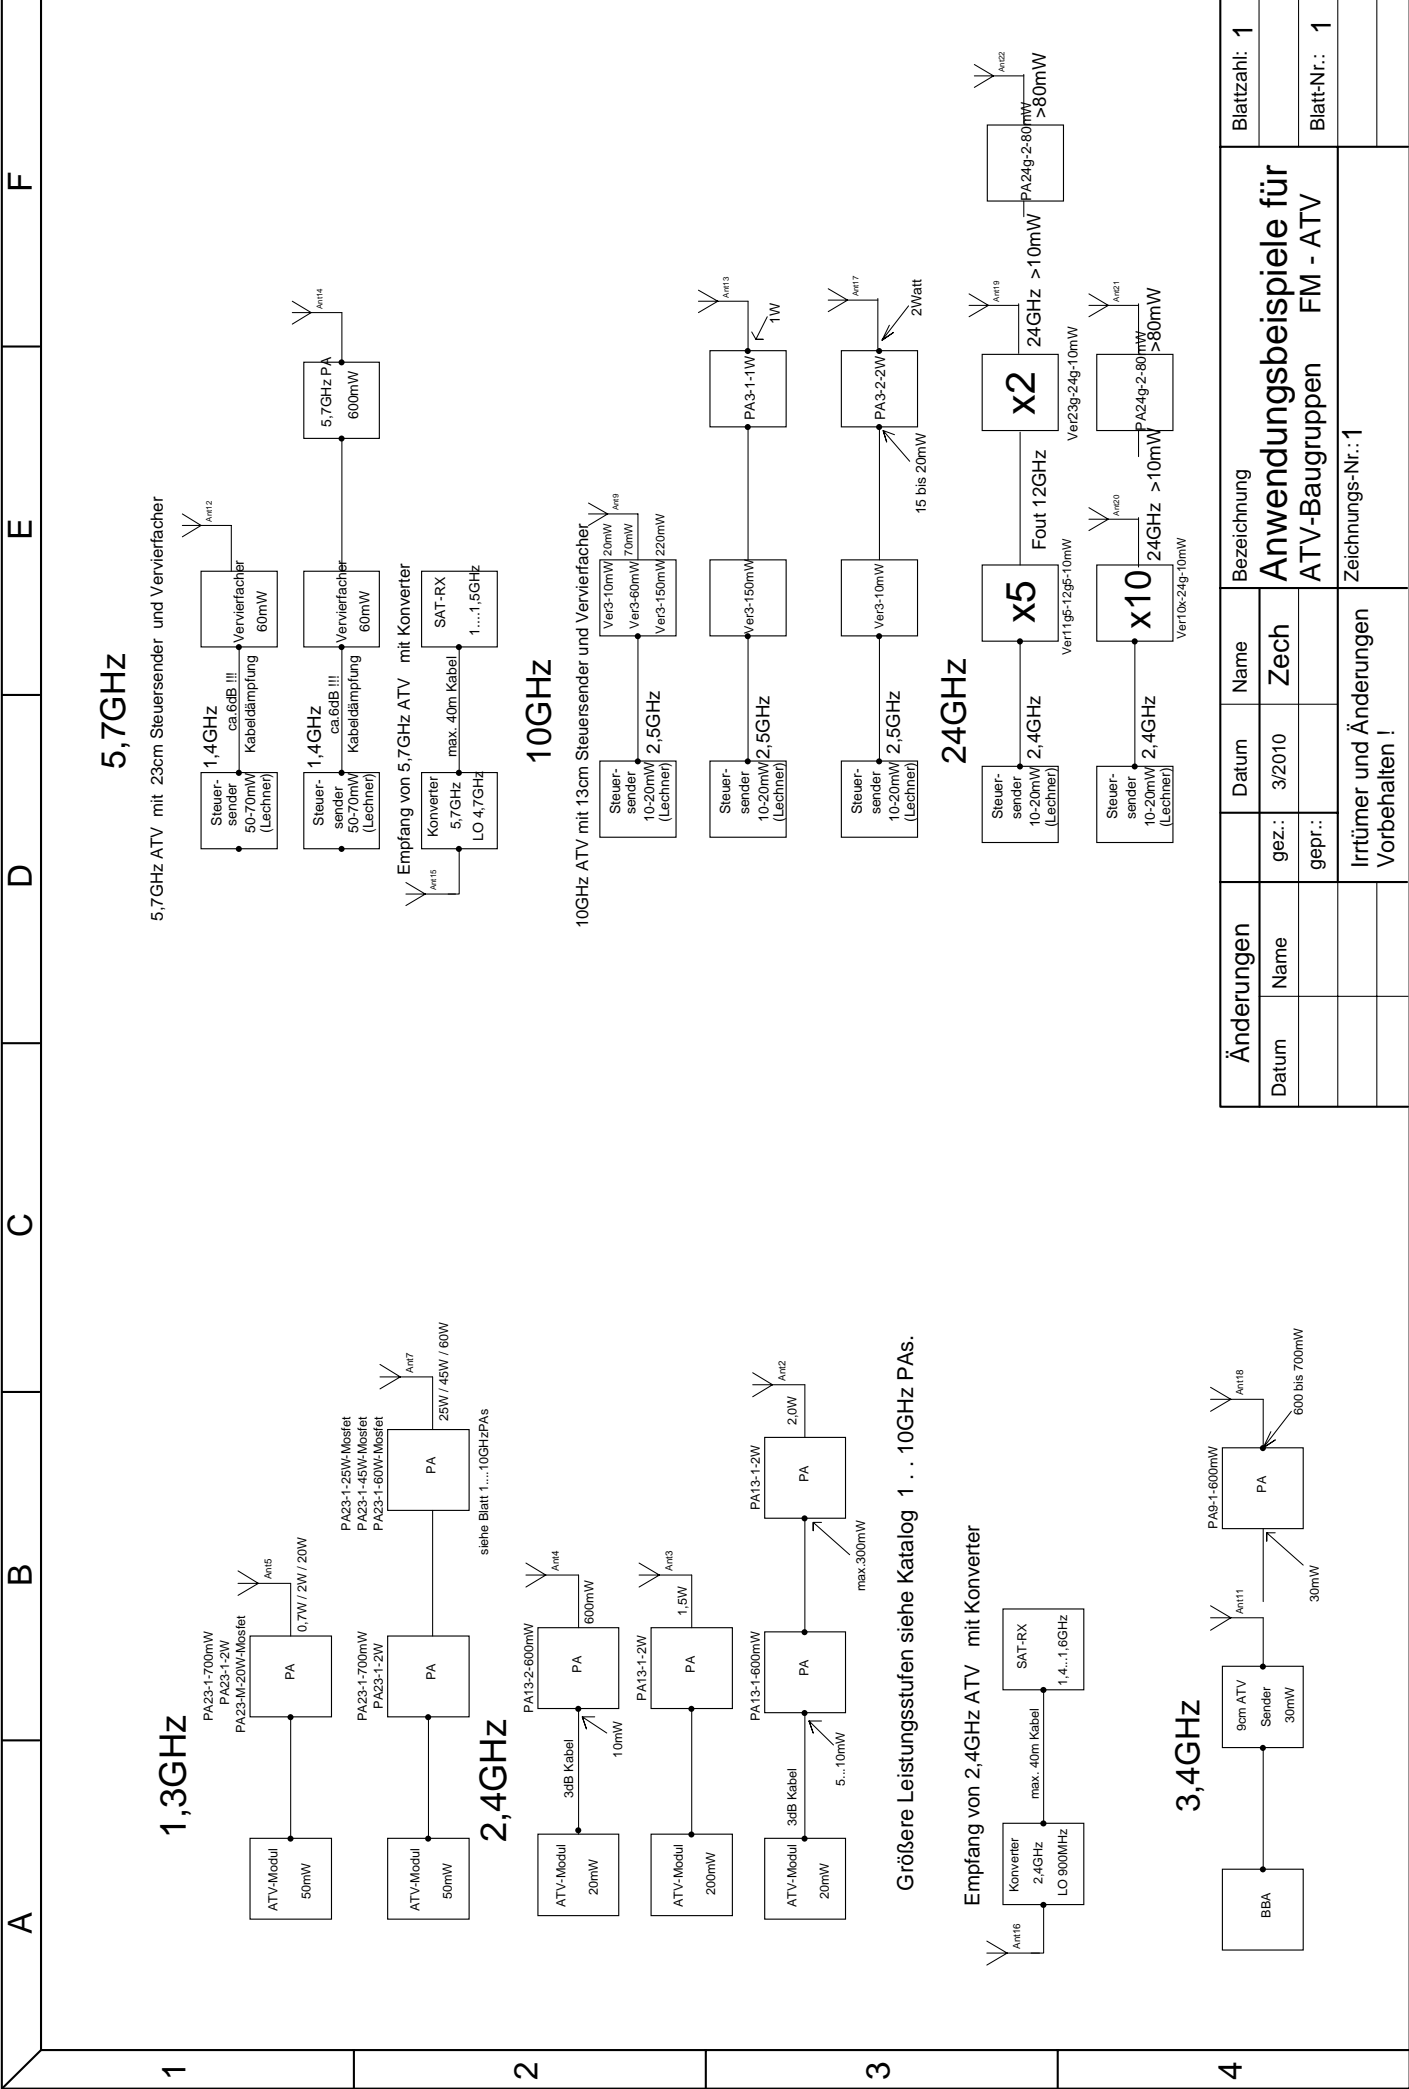 A
B
C
D
E
F
1
2
3
4
1,3GHz
PA23-1-700mW
PA23-1-2W
PA23-M-20W-Mosfet
ATV-Modul
50mW
PA
Ant5
0,7W / 2W / 20W
PA23-1-700mW
PA23-1-2W
ATV-Modul
50mW
PA
PA23-1-25W-Mosfet
PA23-1-45W-Mosfet
PA23-1-60W-Mosfet
PA
Ant7
25W / 45W / 60W
siehe Blatt 1....10GHzPAs
2,4GHz
PA13-2-600mW
ATV-Modul
20mW
3dB Kabel
10mW
PA
Ant4
600mW
PA13-1-2W
ATV-Modul
200mW
PA
Ant3
1,5W
PA13-1-600mW
ATV-Modul
20mW
3dB Kabel
5...10mW
PA
PA13-1-2W
max.300mW
PA
Ant2
2,0W
Größere Leistungsstufen siehe Katalog 1 . . 10GHz PAs.
Empfang von 2,4GHz ATV mit Konverter
Ant16
Konverter
2,4GHz
LO 900MHz
max. 40m Kabel
SAT-RX
1,4...1,6GHz
3,4GHz
BBA
9cm ATV
Sender
30mW
Ant11
30mW
PA9-1-600mW
PA
Ant18
600 bis 700mW
5,7GHz
5,7GHz ATV mit 23cm Steuersender und Vervierfacher
Steuer-
sender
50-70mW
(Lechner)
1,4GHz
ca.6dB !!!
Kabeldämpfung
Vervierfacher
60mW
Ant12
Steuer-
sender
50-70mW
(Lechner)
1,4GHz
ca.6dB !!!
Kabeldämpfung
Vervierfacher
60mW
5,7GHz PA
600mW
Ant14
Empfang von 5,7GHz ATV mit Konverter
Ant15
Konverter
5,7GHz
LO 4,7GHz
max. 40m Kabel
SAT-RX
1....1,5GHz
10GHz
10GHz ATV mit 13cm Steuersender und Vervierfacher
Steuer-
sender
10-20mW
(Lechner)
2,5GHz
Ver3-10mW 20mW
Ver3-60mW 70mW
Ver3-150mW 220mW
Ant9
Steuer-
sender
10-20mW
(Lechner)
2,5GHz
Ver3-150mW
PA3-1-1W
Ant13
1W
Steuer-
sender
10-20mW
(Lechner)
2,5GHz
Ver3-10mW
15 bis 20mW
PA3-2-2W
Ant17
2Watt
24GHz
Steuer-
sender
10-20mW
(Lechner)
2,4GHz
x5
Ver11g5-12g5-10mW
Fout 12GHz
x2
Ver23g-24g-10mW
Ant19
24GHz >10mW
PA24g-2-80mW
Ant22
>80mW
Steuer-
sender
10-20mW
(Lechner)
2,4GHz
x10
Ver10x-24g-10mW
Ant20
24GHz >10mW
PA24g-2-80mW
Ant21
>80mW
Änderungen
Datum Name
Datum Name
gez.: 3/2010 Zech
gepr.:
Irrtümer und Änderungen
Vorbehalten !
Bezeichnung
Anwendungsbeispiele für
ATV-Baugruppen FM - ATV
Zeichnungs-Nr.: 1
Blattzahl: 1
Blatt-Nr.: 1